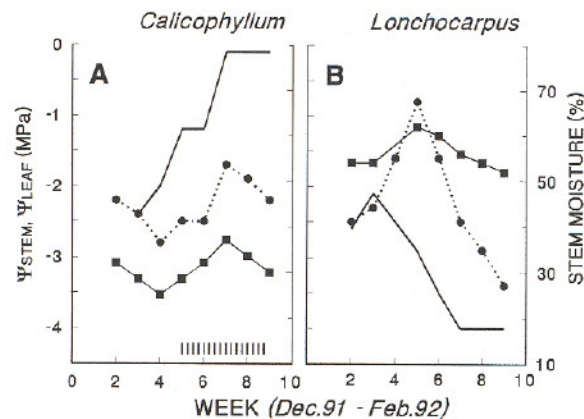 Calicophyllum Lonchocarpus
A B
ΨSTEM, ΨLEAF (MPa)
0
-1
-2
-3
-4
STEM MOISTURE (%)
70
50
30
10
0 2 4 6 8 10 2 4 6 8 10
WEEK (Dec.91 - Feb.92)